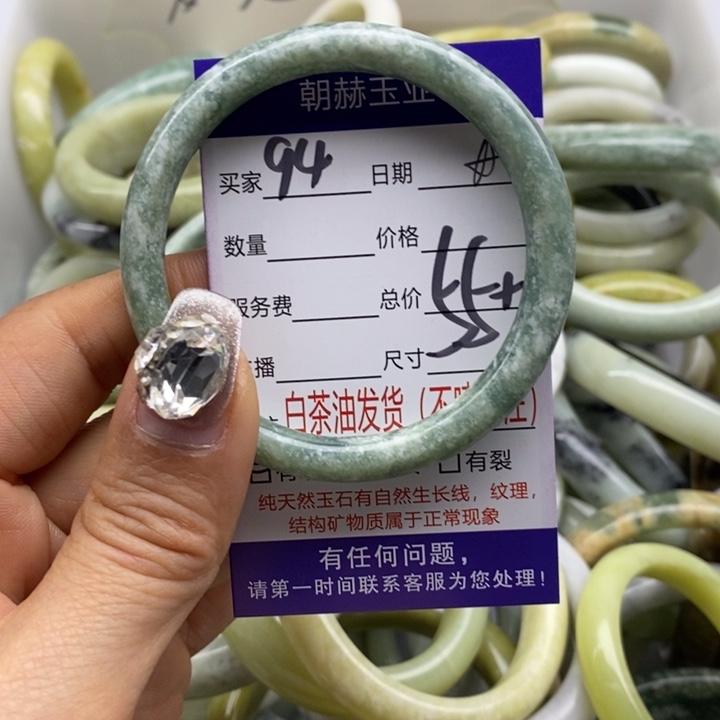 朝赫玉业
买家 94 日期
数量 价格
服务费 总价 55+
播 尺寸
白茶油发货（不
有裂
纯天然玉石有自然生长线，纹理，
结构矿物质属于正常现象
有任何问题，
请第一时间联系客服为您处理！